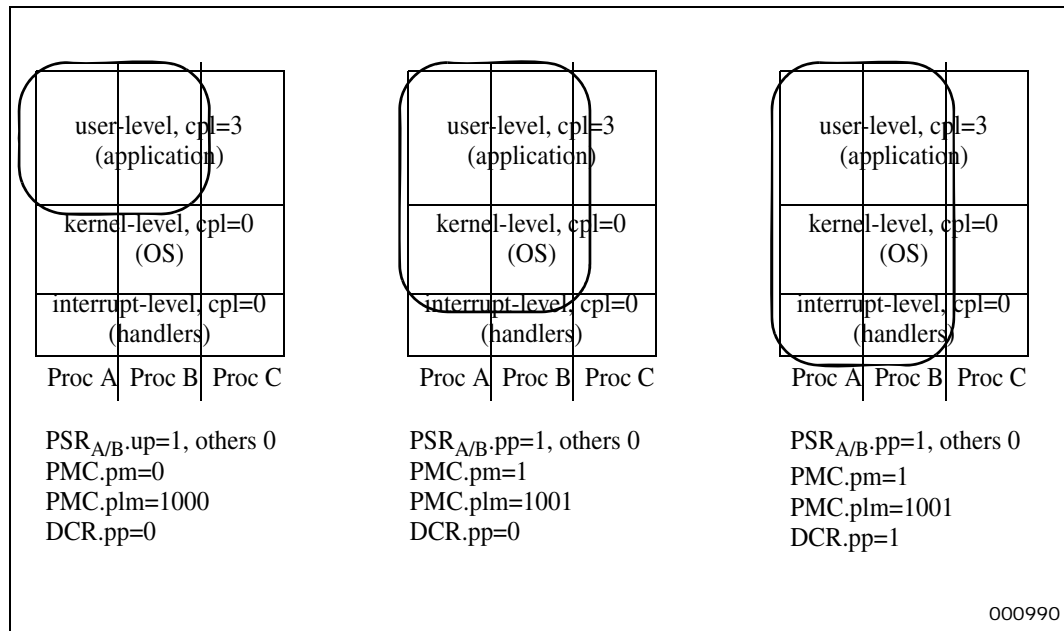 user-level, cpl=3
(application)
kernel-level, cpl=0
(OS)
interrupt-level, cpl=0
(handlers)
Proc A Proc B Proc C
PSRA/B.up=1, others 0
PMC.pm=0
PMC.plm=1000
DCR.pp=0
user-level, cpl=3
(application)
kernel-level, cpl=0
(OS)
interrupt-level, cpl=0
(handlers)
Proc A Proc B Proc C
PSRA/B.pp=1, others 0
PMC.pm=1
PMC.plm=1001
DCR.pp=0
user-level, cpl=3
(application)
kernel-level, cpl=0
(OS)
interrupt-level, cpl=0
(handlers)
Proc A Proc B Proc C
PSRA/B.pp=1, others 0
PMC.pm=1
PMC.plm=1001
DCR.pp=1
000990